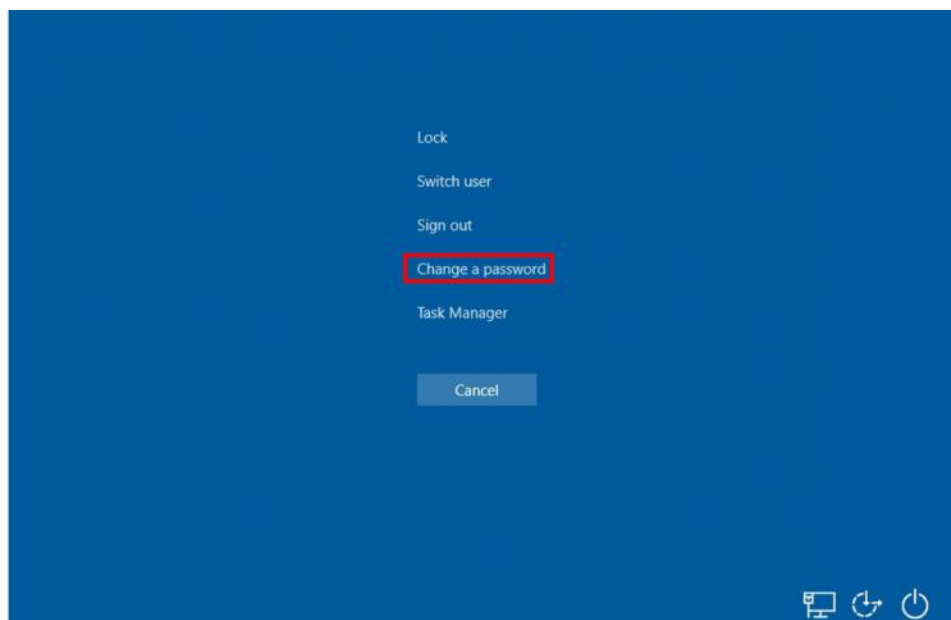 Lock
Switch user
Sign out
Change a password
Task Manager
Cancel